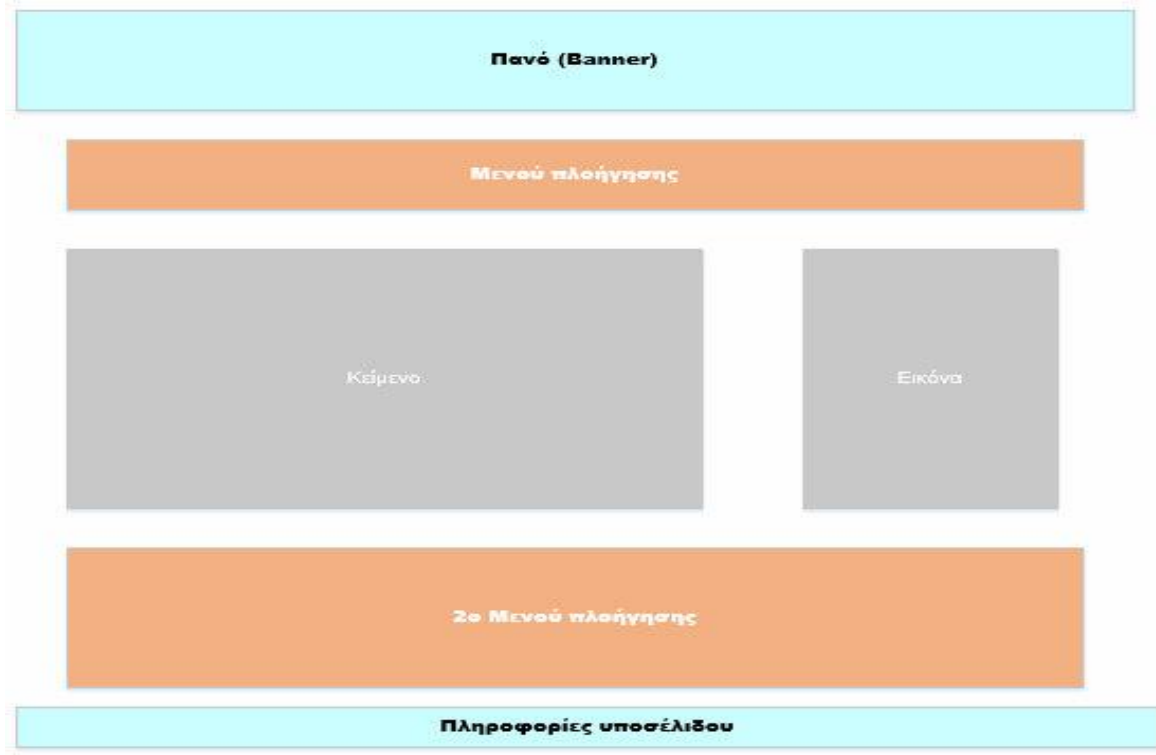 Πανό (Banner)
Μενού πλοήγησης
Κείμενο
Εικόνα
2ο Μενού πλοήγησης
Πληροφορίες υποσέλιδου